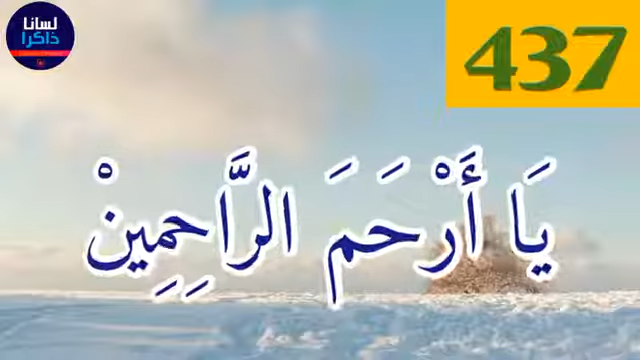 لسانا
ذاكرا
437
يَا أَرْحَمَ الرَّاحِمِينْ